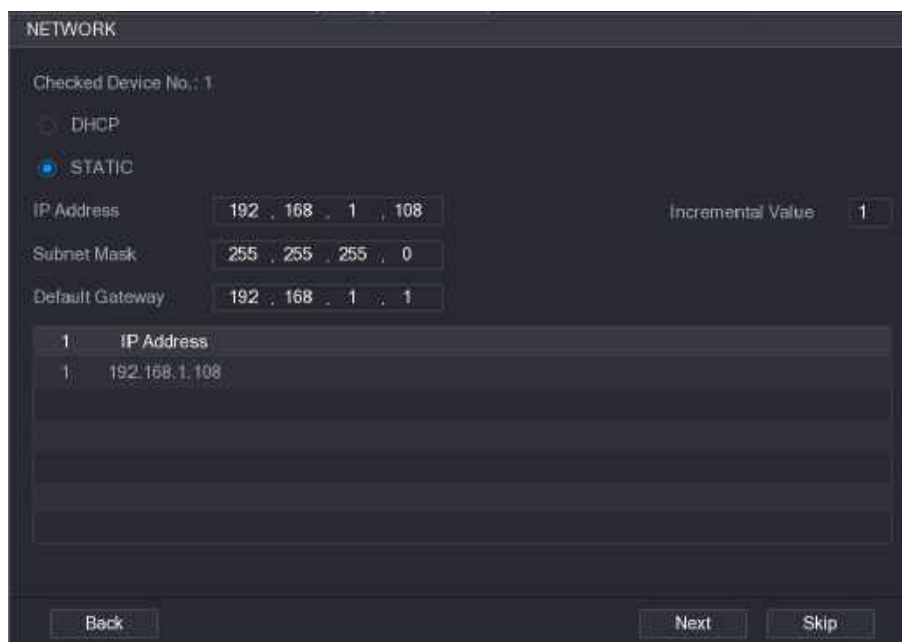 NETWORK
Checked Device No.: 1
DHCP
STATIC
IP Address 192 . 168 . 1 . 108 Incremental Value 1
Subnet Mask 255 . 255 . 255 . 0
Default Gateway 192 . 168 . 1 . 1
1 IP Address
1 192.168.1.108
Back Next Skip